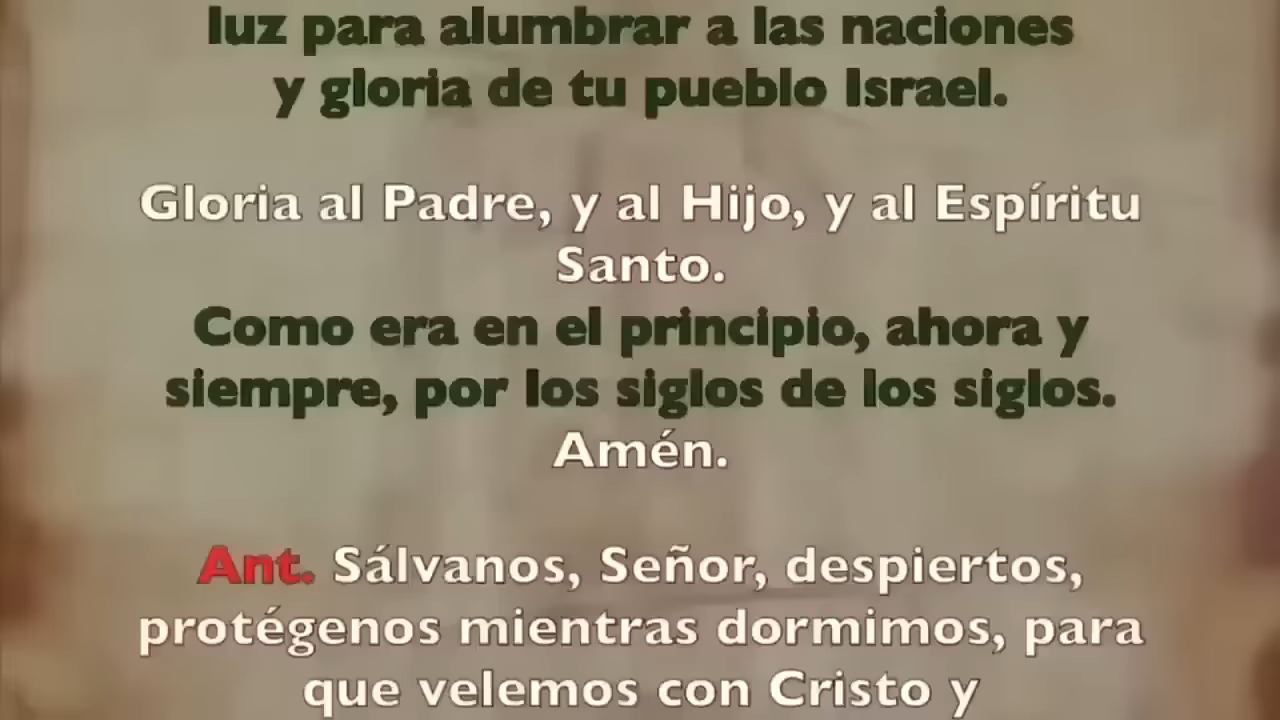 luz para alumbrar a las naciones
y gloria de tu pueblo Israel.
Gloria al Padre, y al Hijo, y al Espíritu
Santo.
Como era en el principio, ahora y
siempre, por los siglos de los siglos.
Amén.
Ant. Sálvanos, Señor, despiertos,
protégenos mientras dormimos, para
que velemos con Cristo y